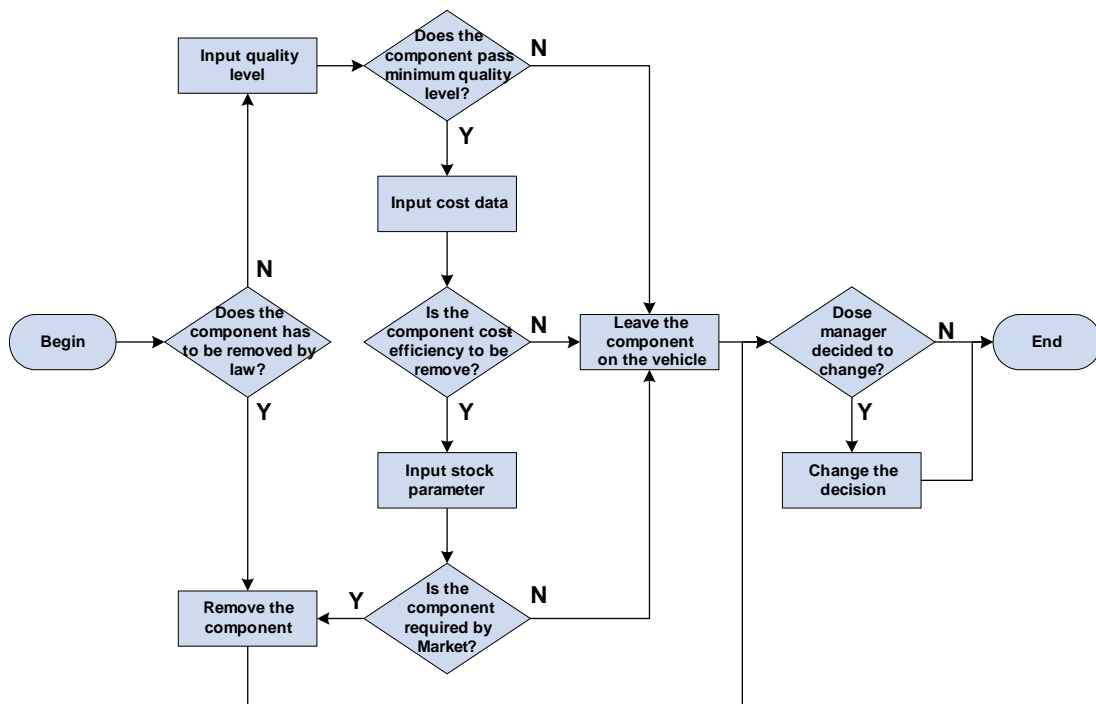 Begin
Does the
component has
to be removed by
law?
N
Y
Input quality
level
Does the
component pass
minimum quality
level?
N
Y
Input cost data
Is the
component cost-
efficiency to be
remove?
N
Y
Input stock
parameter
Is the
component
required by
Market?
Y
N
Remove the
component
Leave the
component
on the vehicle
Dose
manager
decided to
change?
N
Y
Change the
decision
End